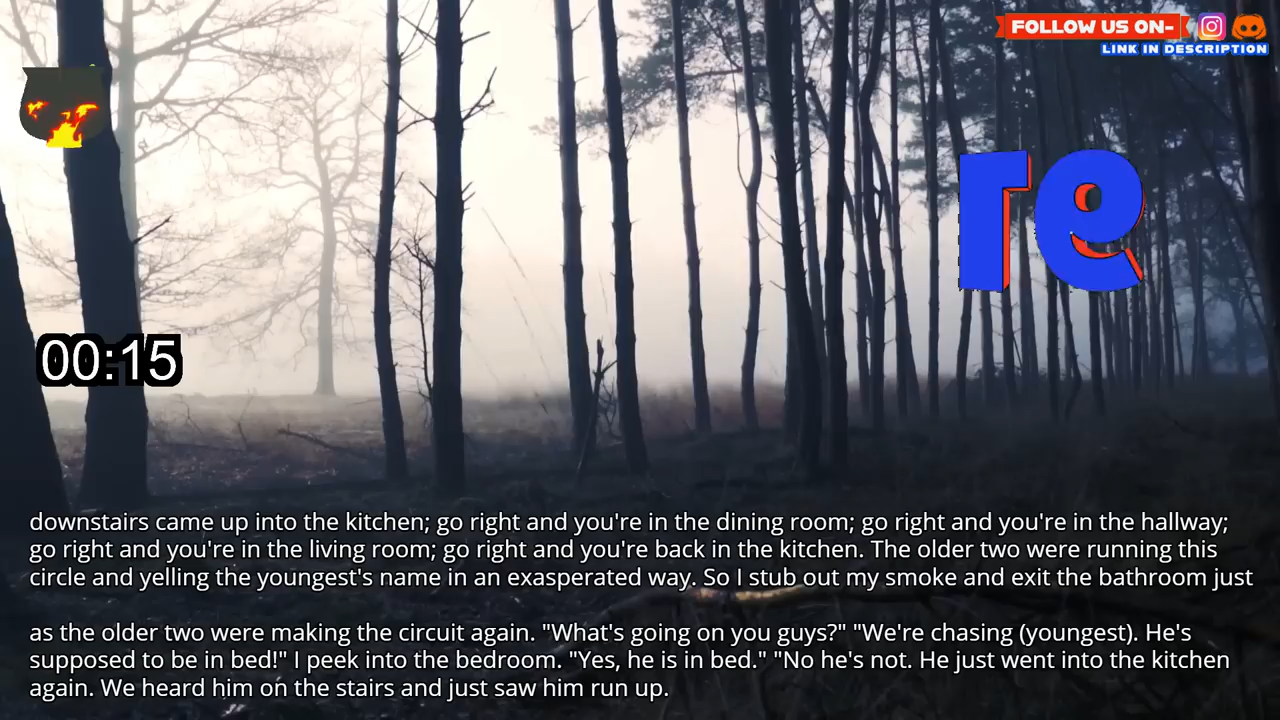 FOLLOW US ON-
LINK IN DESCRIPTION
re
00:15
downstairs came up into the kitchen; go right and you're in the dining room; go right and you're in the hallway;
go right and you're in the living room; go right and you're back in the kitchen. The older two were running this
circle and yelling the youngest's name in an exasperated way. So I stub out my smoke and exit the bathroom just
as the older two were making the circuit again. "What's going on you guys?" "We're chasing (youngest). He's
supposed to be in bed!" I peek into the bedroom. "Yes, he is in bed." "No he's not. He just went into the kitchen
again. We heard him on the stairs and just saw him run up.